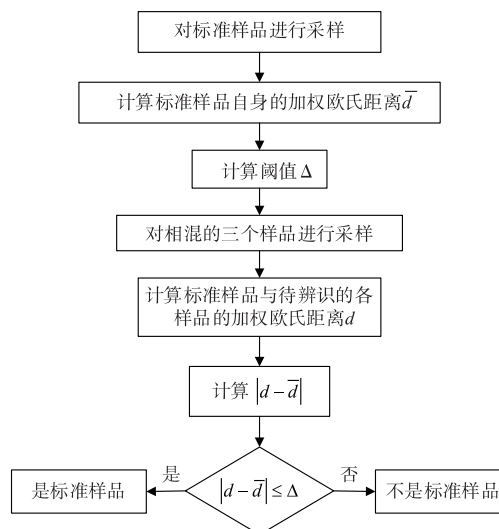 对标准样品进行采样
计算标准样品自身的加权欧氏距离d̅
计算阈值 Δ
对相混的三个样品进行采样
计算标准样品与待辨识的各
样品的加权欧氏距离d
计算 |d − d̅|
是
否
是标准样品
|d − d̅| ≤ Δ
不是标准样品